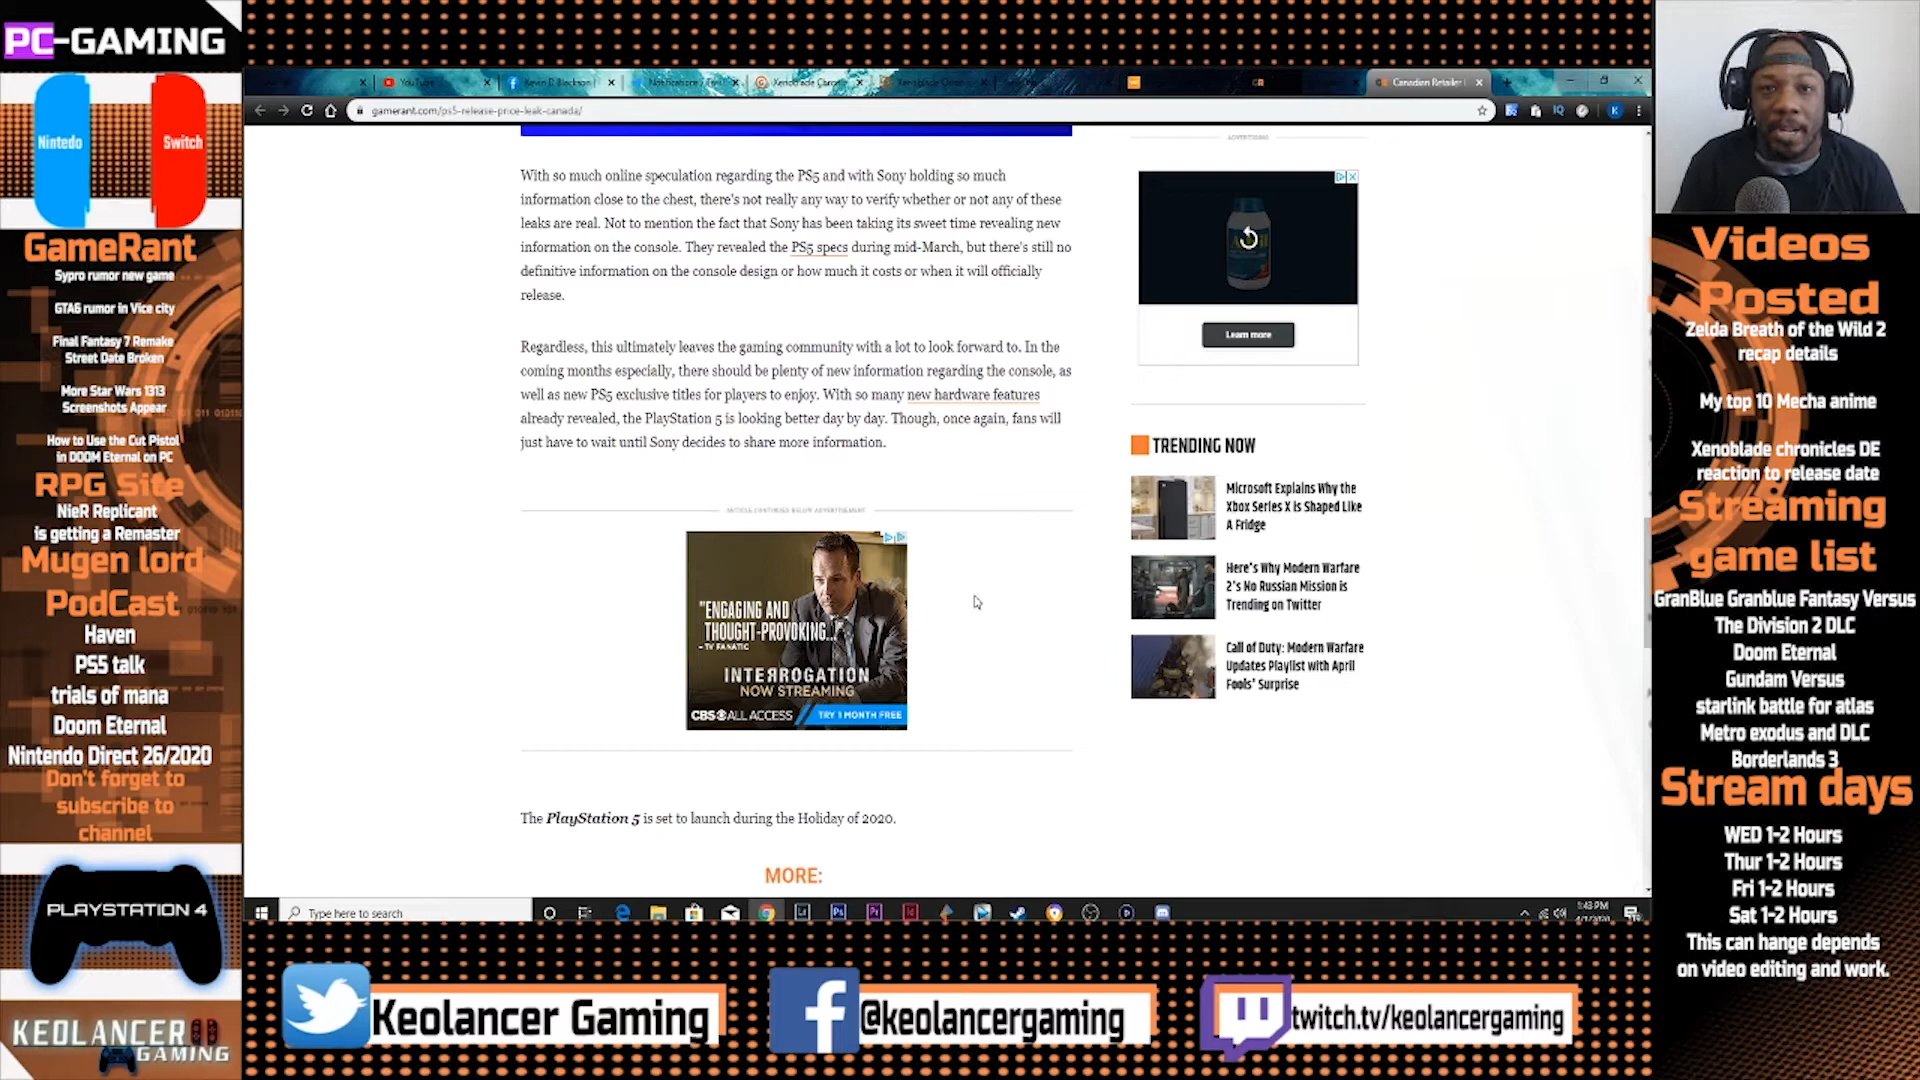 PC-GAMING
Nintedo
Switch
GameRant
Sypro rumor new game
GTA6 rumor in Vice city
Final Fantasy 7 Remake
Street Date Broken
More Star Wars 1313
Screenshots Appear
How to Use the Cut Pistol
in DOOM Eternal on PC
RPG Site
NieR Replicant
is getting a Remaster
Mugen lord
PodCast
Haven
PS5 talk
trials of mana
Doom Eternal
Nintendo Direct 26/2020
Don't forget to
subscribe to
channel
PLAYSTATION 4
KEOLANCER
GAMING
YouTube
Kevin D Blackson
Canadian Retailer
gamerant.com/ps5-release-price-leak-canada/
With so much online speculation regarding the PS5 and with Sony holding so much
information close to the chest, there's not really any way to verify whether or not any of these
leaks are real. Not to mention the fact that Sony has been taking its sweet time revealing new
information on the console. They revealed the PS5 specs during mid-March, but there's still no
definitive information on the console design or how much it costs or when it will officially
release.
Regardless, this ultimately leaves the gaming community with a lot to look forward to. In the
coming months especially, there should be plenty of new information regarding the console, as
well as new PS5 exclusive titles for players to enjoy. With so many new hardware features
already revealed, the PlayStation 5 is looking better day by day. Though, once again, fans will
just have to wait until Sony decides to share more information.
ARTICLE CONTINUES BELOW ADVERTISEMENT
"ENGAGING AND
THOUGHT-PROVOKING...
- TV FANATIC
INTERROGATION
NOW STREAMING
CBS ALL ACCESS
TRY 1 MONTH FREE
The PlayStation 5 is set to launch during the Holiday of 2020.
MORE:
ADVERTISING
Learn more
TRENDING NOW
Microsoft Explains Why the
Xbox Series X is Shaped Like
A Fridge
Here's Why Modern Warfare
2's No Russian Mission is
Trending on Twitter
Call of Duty: Modern Warfare
Updates Playlist with April
Fools' Surprise
Type here to search
1:43 PM
Keolancer Gaming
@keolancergaming
twitch.tv/keolancergaming
Videos
Posted
Zelda Breath of the Wild 2
recap details
My top 10 Mecha anime
Xenoblade chronicles DE
reaction to release date
Streaming
game list
GranBlue Granblue Fantasy Versus
The Division 2 DLC
Doom Eternal
Gundam Versus
starlink battle for atlas
Metro exodus and DLC
Borderlands 3
Stream days
WED 1-2 Hours
Thur 1-2 Hours
Fri 1-2 Hours
Sat 1-2 Hours
This can hange depends
on video editing and work.